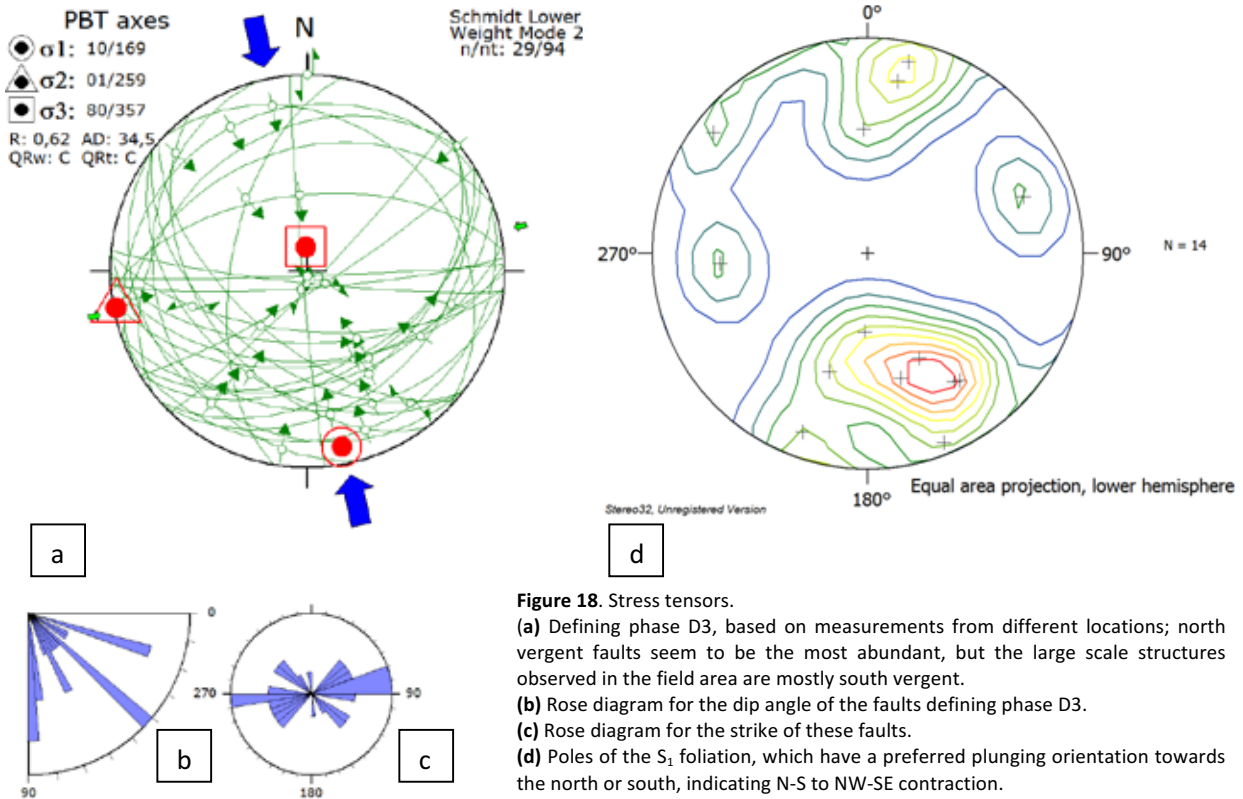 PBT axes
σ1: 10/169
σ2: 01/259
σ3: 80/357
R: 0,62 AD: 34,5
QRw: C QRt: C
N
Schmidt Lower
Weight Mode 2
n/nt: 29/94
a
0°
270°
90°
N = 14
180°
Equal area projection, lower hemisphere
Stereo32, Unregistered Version
d
0
90
b
270
90
180
c
Figure 18. Stress tensors.
(a) Defining phase D3, based on measurements from different locations; north
vergent faults seem to be the most abundant, but the large scale structures
observed in the field area are mostly south vergent.
(b) Rose diagram for the dip angle of the faults defining phase D3.
(c) Rose diagram for the strike of these faults.
(d) Poles of the S₁ foliation, which have a preferred plunging orientation towards
the north or south, indicating N-S to NW-SE contraction.